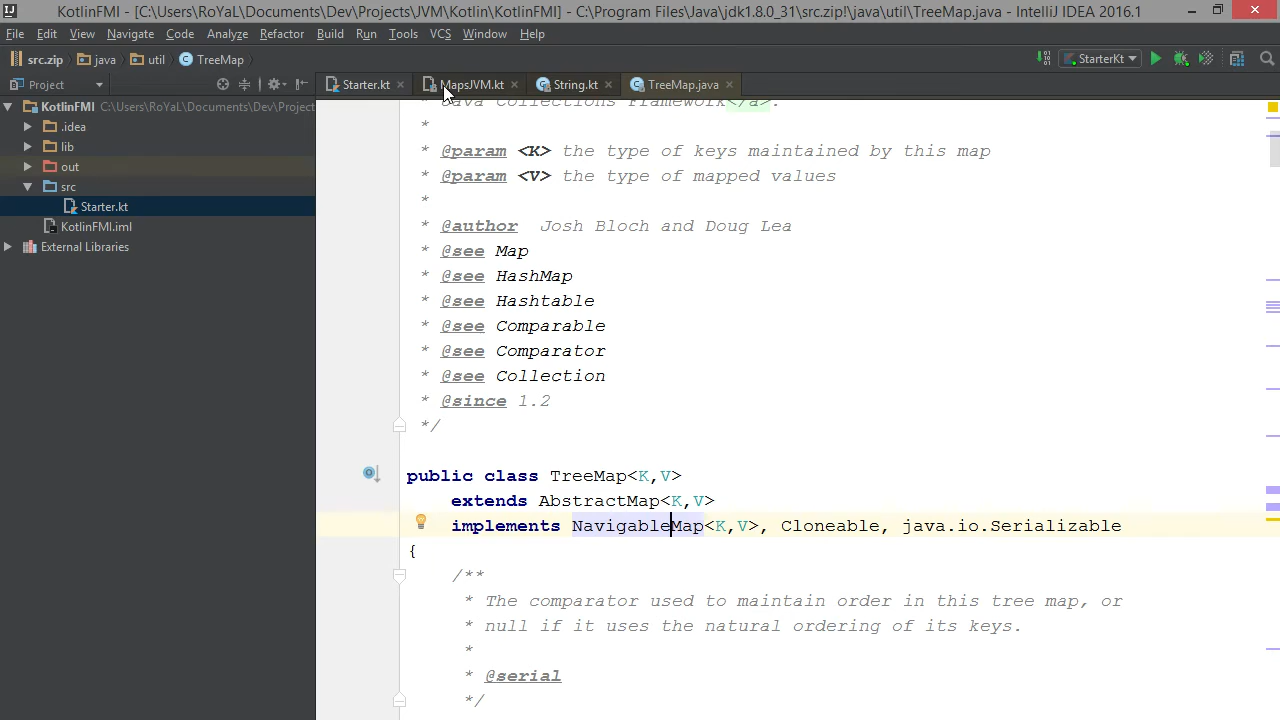 KotlinFMI - [C:\Users\RoYaL\Documents\Dev\Projects\JVM\Kotlin\KotlinFMI] - C:\Program Files\Java\jdk1.8.0_31\src.zip!\java\util\TreeMap.java - IntelliJ IDEA 2016.1
File Edit View Navigate Code Analyze Refactor Build Run Tools VCS Window Help
src.zip java util TreeMap StarterKt
Project Starter.kt MapsJVM.kt String.kt TreeMap.java
KotlinFMI C:\Users\RoYaL\Documents\Dev\Project
.idea
lib
out
src
Starter.kt
KotlinFMI.iml
External Libraries
* Java Collections Framework</a>.
*
* @param <K> the type of keys maintained by this map
* @param <V> the type of mapped values
*
* @author Josh Bloch and Doug Lea
* @see Map
* @see HashMap
* @see Hashtable
* @see Comparable
* @see Comparator
* @see Collection
* @since 1.2
*/
public class TreeMap<K,V>
extends AbstractMap<K,V>
implements NavigableMap<K,V>, Cloneable, java.io.Serializable
{
/**
* The comparator used to maintain order in this tree map, or
* null if it uses the natural ordering of its keys.
*
* @serial
*/